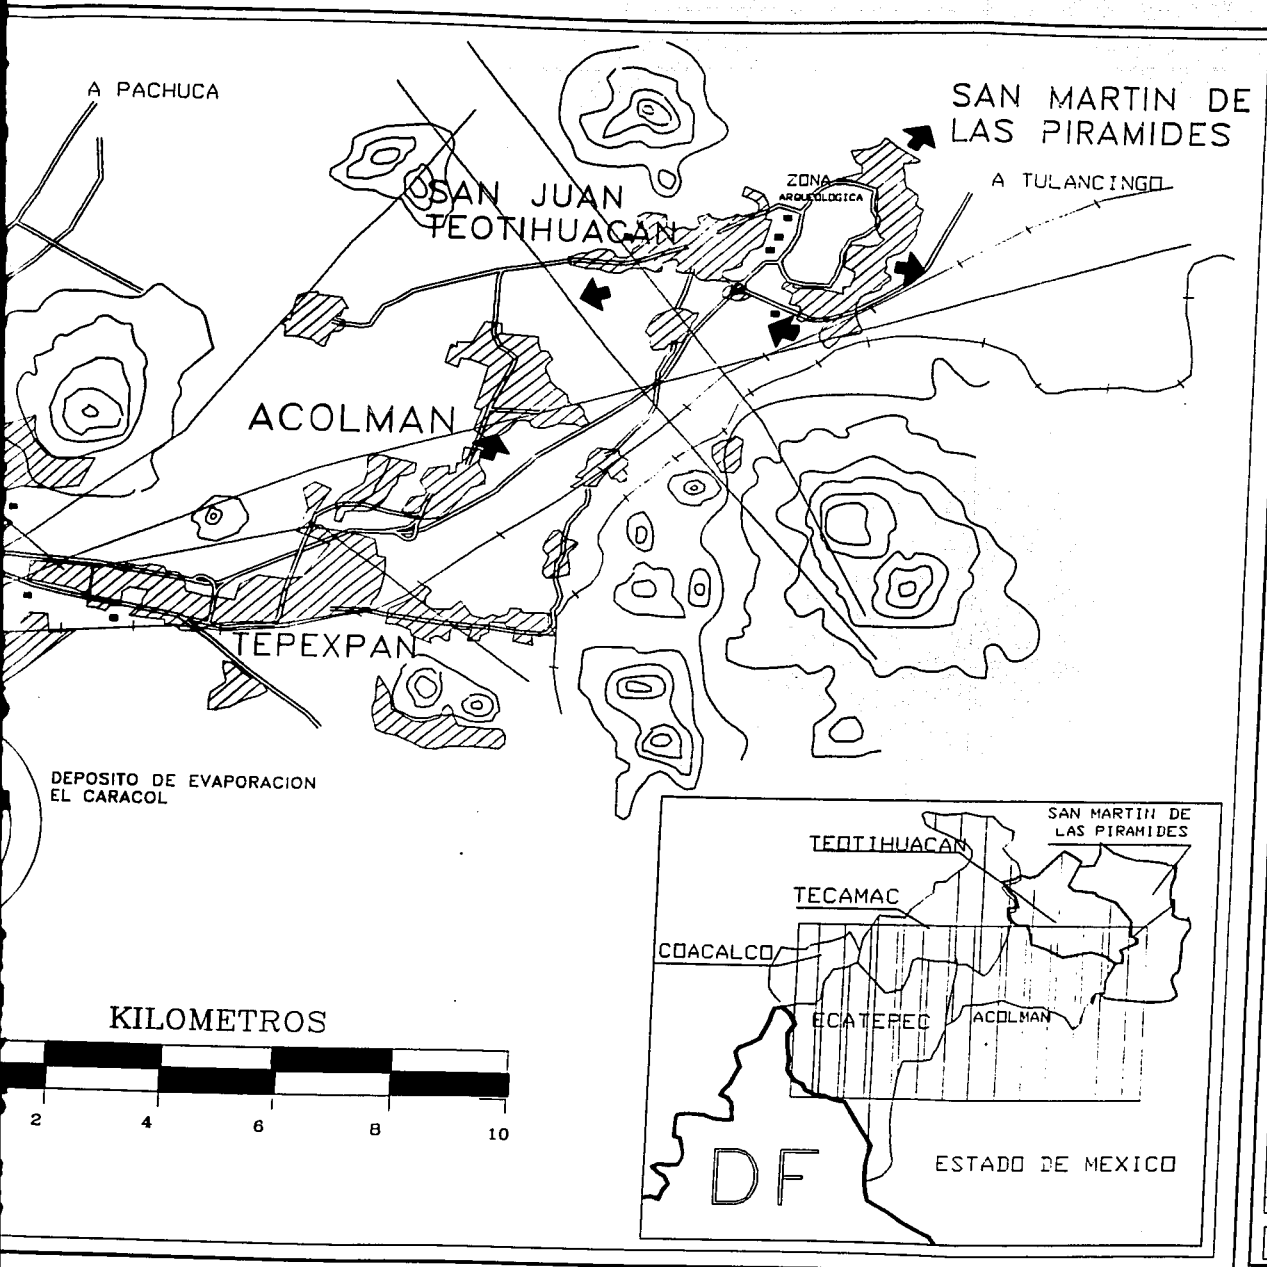 A PACHUCA
SAN MARTIN DE
LAS PIRAMIDES
A TULANCINGO
ZONA
ARQUEOLOGICA
SAN JUAN
TEOTIHUACAN
ACOLMAN
TEPEXPAN
DEPOSITO DE EVAPORACION
EL CARACOL
KILOMETROS
2 4 6 8 10
SAN MARTIN DE
LAS PIRAMIDES
TEOTIHUACAN
TECAMAC
COACALCO
ECATEPEC
ACOLMAN
ESTADO DE MEXICO
DF